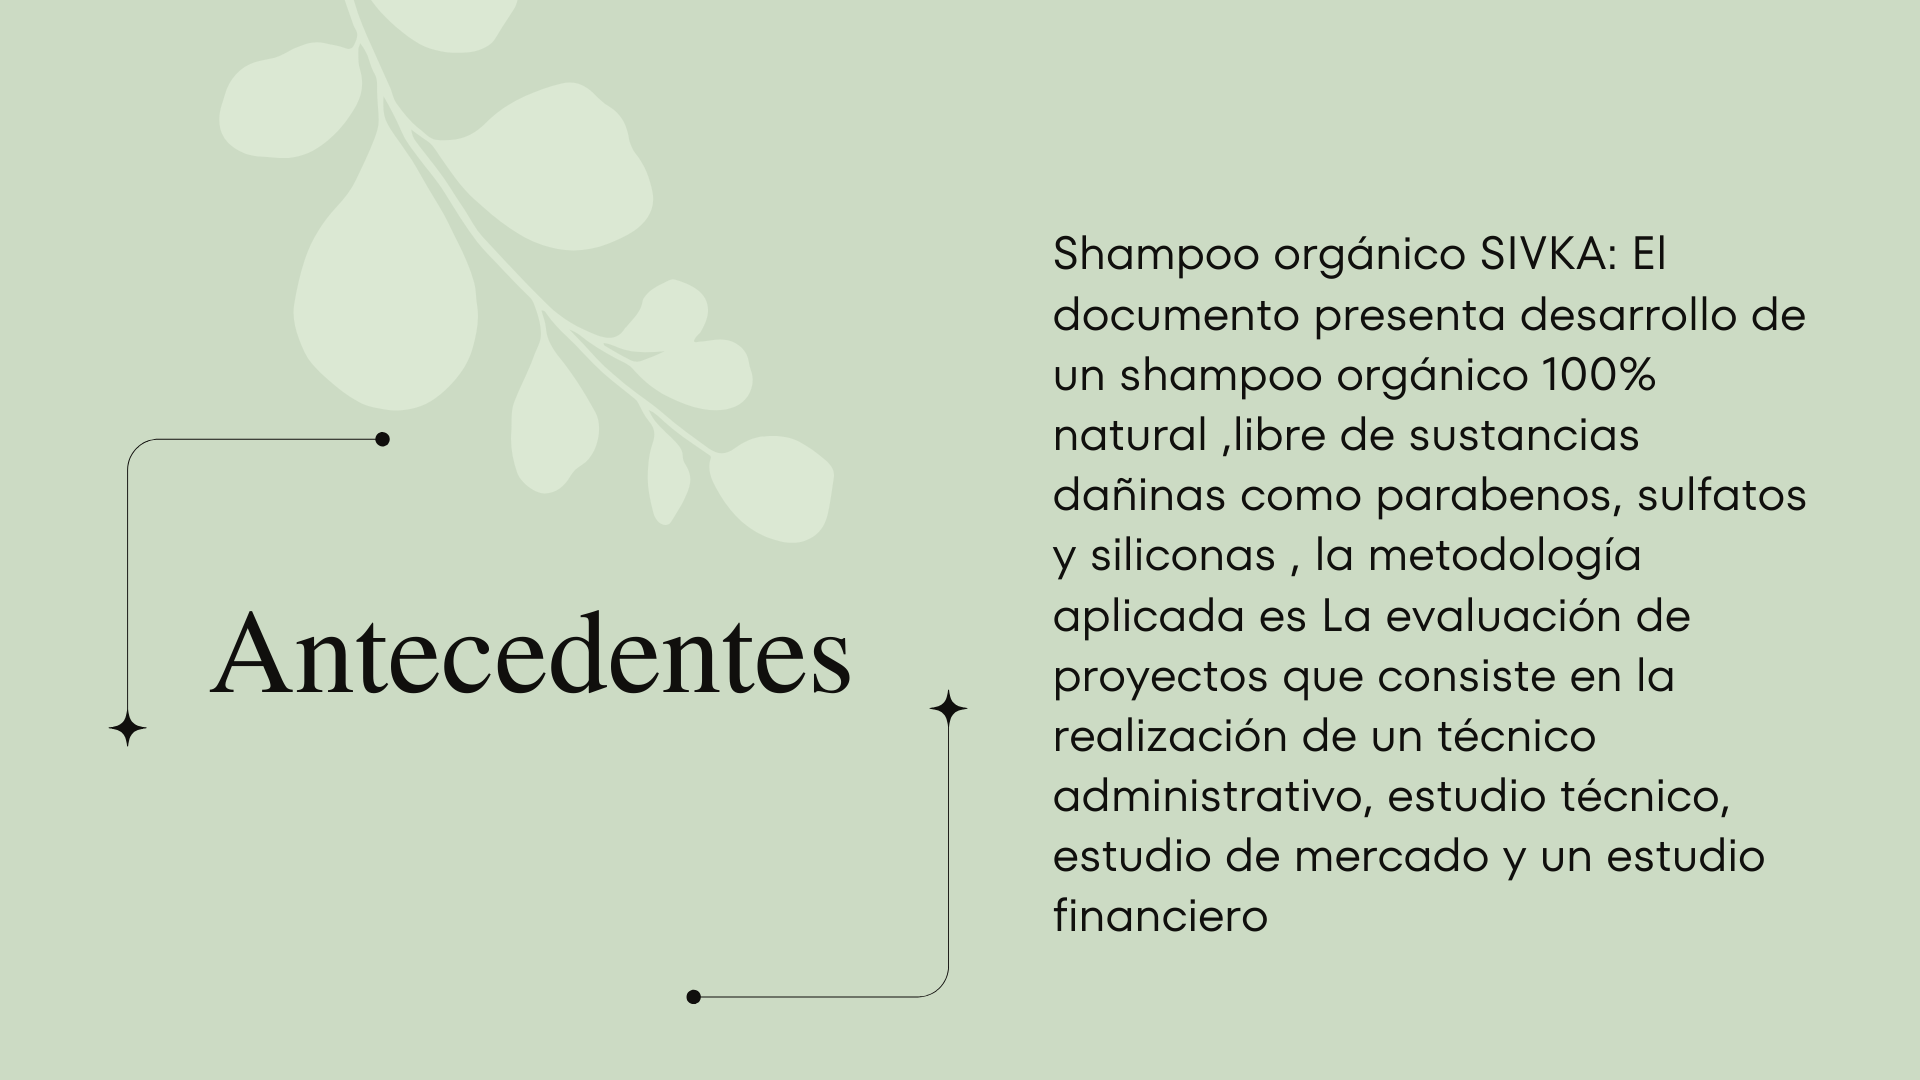 Antecedentes
Shampoo orgánico SIVKA: El
documento presenta desarrollo de
un shampoo orgánico 100%
natural ,libre de sustancias
dañinas como parabenos, sulfatos
y siliconas , la metodología
aplicada es La evaluación de
proyectos que consiste en la
realización de un técnico
administrativo, estudio técnico,
estudio de mercado y un estudio
financiero